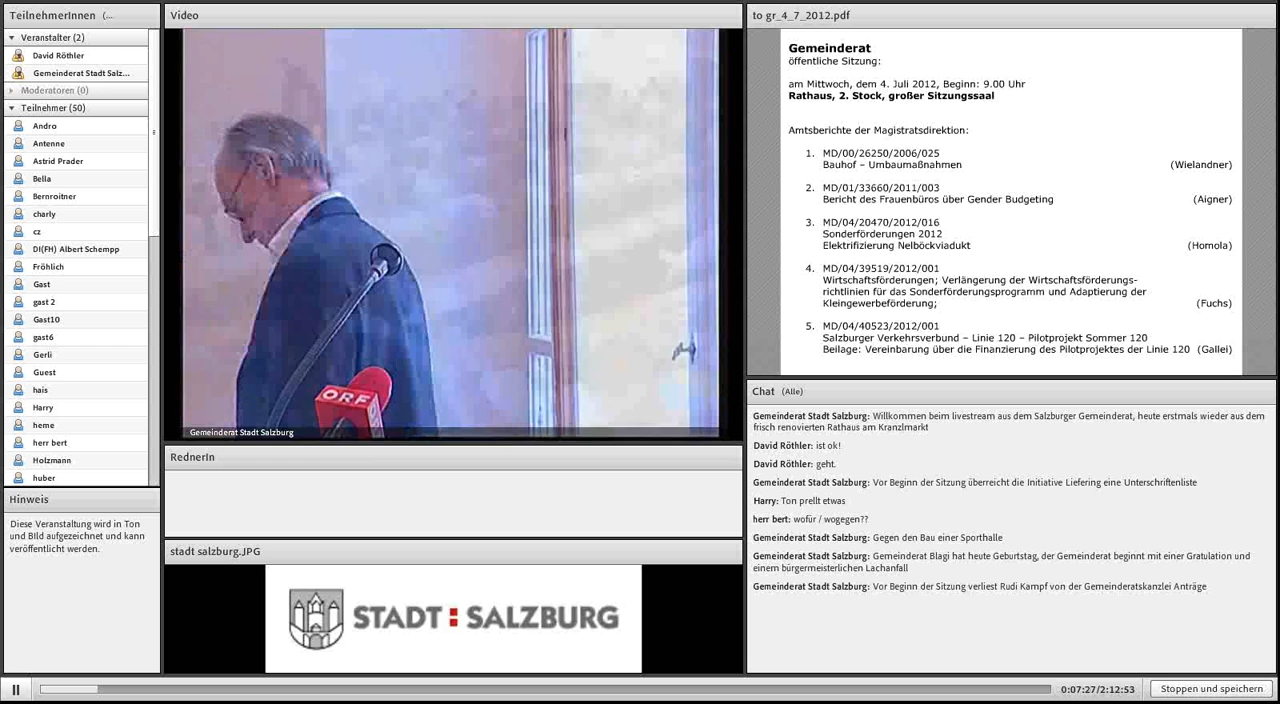 TeilnehmerInnen (...
Veranstalter (2)
David Röthler
Gemeinderat Stadt Salz...
Moderatoren (0)
Teilnehmer (50)
Andro
Antenne
Astrid Prader
Bella
Bernroitner
charly
cz
DI(FH) Albert Schempp
Fröhlich
Gast
gast 2
Gast10
gast6
Gerli
Guest
hais
Harry
heme
herr bert
Holzmann
huber
Hinweis
Diese Veranstaltung wird in Ton
und BIld aufgezeichnet und kann
veröffentlicht werden.
Video
ORF
Gemeinderat Stadt Salzburg
RednerIn
stadt salzburg.JPG
STADT : SALZBURG
to gr_4_7_2012.pdf
Gemeinderat
öffentliche Sitzung:
am Mittwoch, dem 4. Juli 2012, Beginn: 9.00 Uhr
Rathaus, 2. Stock, großer Sitzungssaal
Amtsberichte der Magistratsdirektion:
1. MD/00/26250/2006/025
Bauhof – Umbaumaßnahmen (Wielandner)
2. MD/01/33660/2011/003
Bericht des Frauenbüros über Gender Budgeting (Aigner)
3. MD/04/20470/2012/016
Sonderförderungen 2012
Elektrifizierung Nelböckviadukt (Homola)
4. MD/04/39519/2012/001
Wirtschaftsförderungen; Verlängerung der Wirtschaftsförderungs-
richtlinien für das Sonderförderungsprogramm und Adaptierung der
Kleingewerbeförderung; (Fuchs)
5. MD/04/40523/2012/001
Salzburger Verkehrsverbund – Linie 120 – Pilotprojekt Sommer 120
Beilage: Vereinbarung über die Finanzierung des Pilotprojektes der Linie 120 (Gallei)
Chat (Alle)
Gemeinderat Stadt Salzburg: Willkommen beim livestream aus dem Salzburger Gemeinderat, heute erstmals wieder aus dem
frisch renovierten Rathaus am Kranzlmarkt
David Röthler: ist ok!
David Röthler: geht.
Gemeinderat Stadt Salzburg: Vor Beginn der Sitzung überreicht die Initiative Liefering eine Unterschriftenliste
Harry: Ton prellt etwas
herr bert: wofür / wogegen??
Gemeinderat Stadt Salzburg: Gegen den Bau einer Sporthalle
Gemeinderat Stadt Salzburg: Gemeinderat Blagi hat heute Geburtstag, der Gemeinderat beginnt mit einer Gratulation und
einem bürgermeisterlichen Lachanfall
Gemeinderat Stadt Salzburg: Vor Beginn der Sitzung verliest Rudi Kampf von der Gemeinderatskanzlei Anträge
0:07:27/2:12:53
Stoppen und speichern